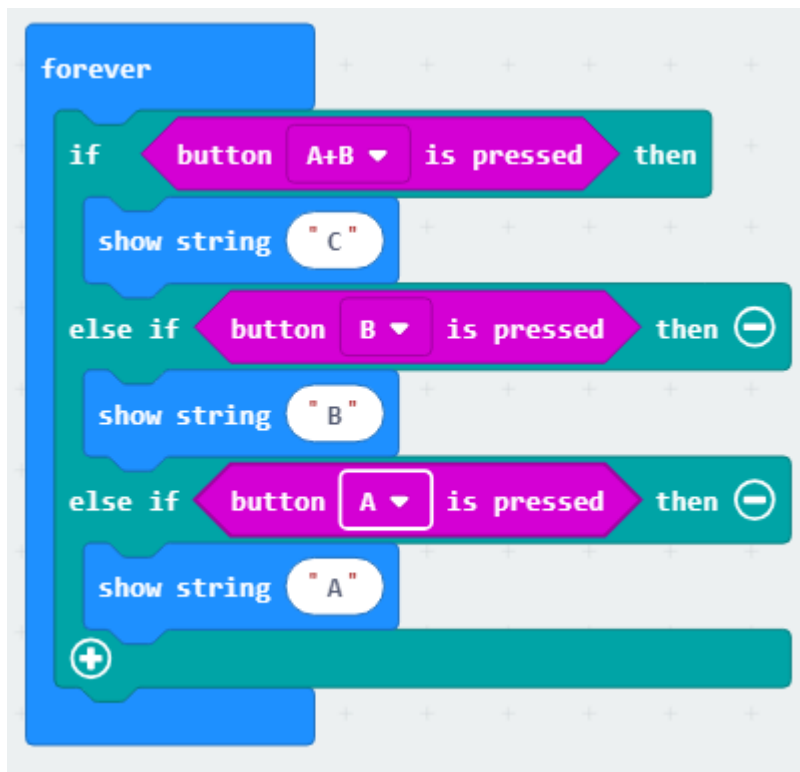 forever
if button A+B is pressed then
show string "C"
else if button B is pressed then
show string "B"
else if button A is pressed then
show string "A"